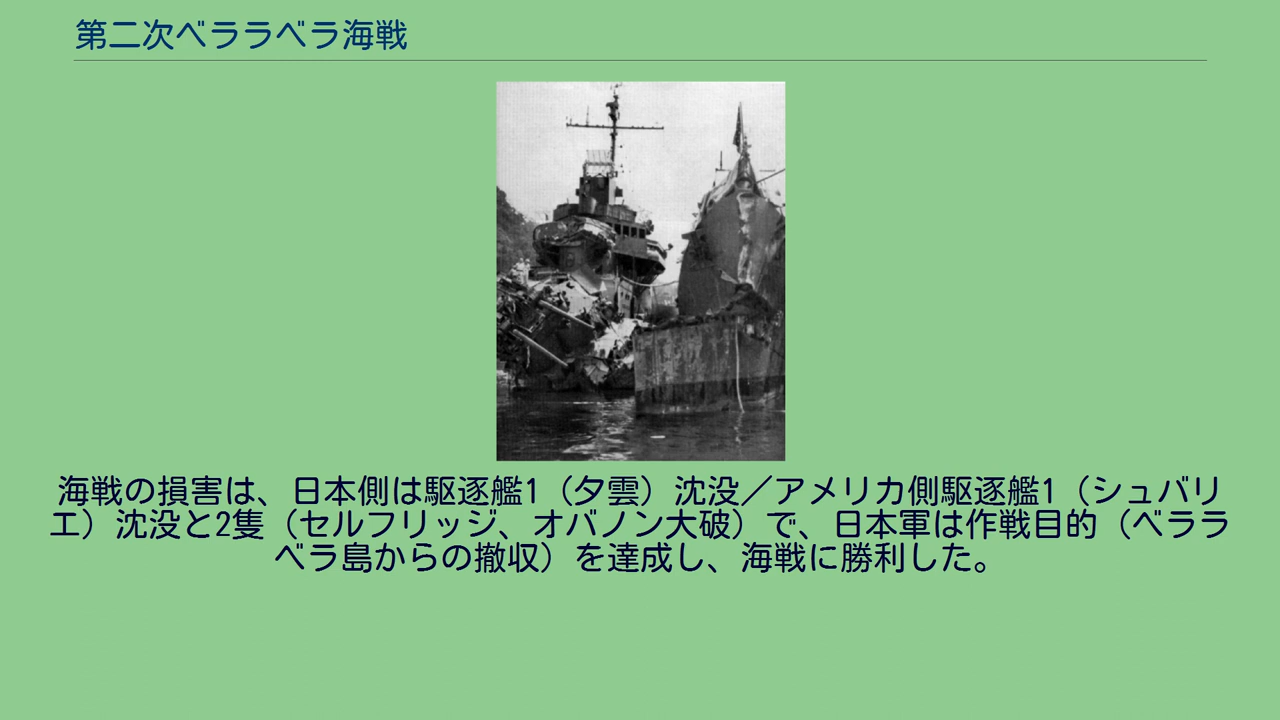 第二次ベララベラ海戦
海戦の損害は、日本側は駆逐艦1（夕雲）沈没／アメリカ側駆逐艦1（シュバリ
エ）沈没と2隻（セルフリッジ、オバノン大破）で、日本軍は作戦目的（ベララ
ベラ島からの撤収）を達成し、海戦に勝利した。